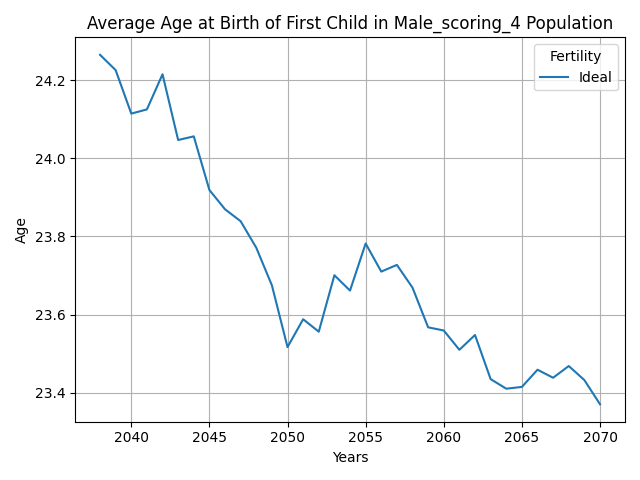 Average Age at Birth of First Child in Male_scoring_4 Population
Fertility
Ideal
Age
24.2
24.0
23.8
23.6
23.4
2040 2045 2050 2055 2060 2065 2070
Years